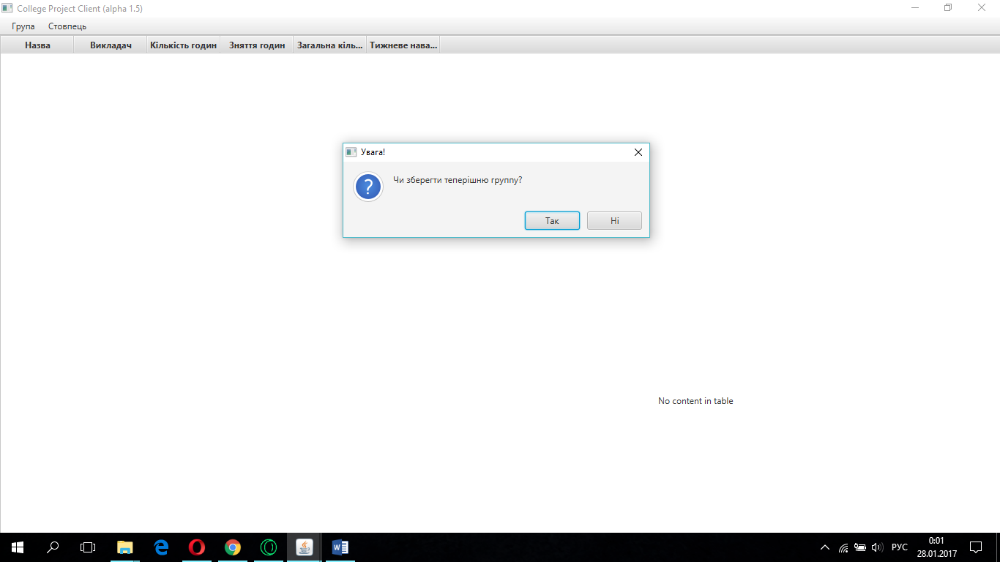 College Project Client (alpha 1.5)
Група Стовпець
Назва Викладач Кількість годин Зняття годин Загальна кіль... Тижневе нава...
Увага!
?
Чи зберегти теперішню группу?
Так Ні
No content in table
РУС
0:01
28.01.2017